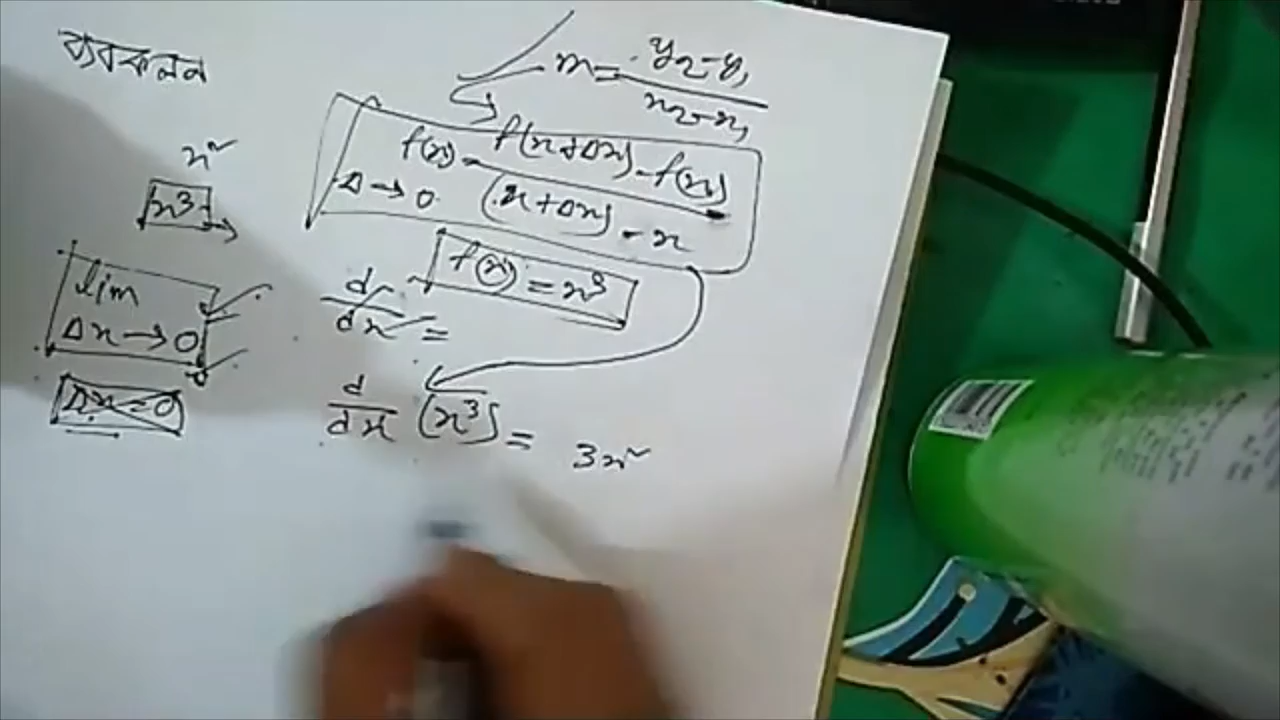 ব্যবকলন
m = y₂-y₁ / x₂-x₁
x²
x³
f(x) = f(x+Δx) - f(x) / (x+Δx) - x
Δ→0
f(x) = x³
lim
Δx→0
d/dx =
Δx=0
d/dx (x³) = 3x²